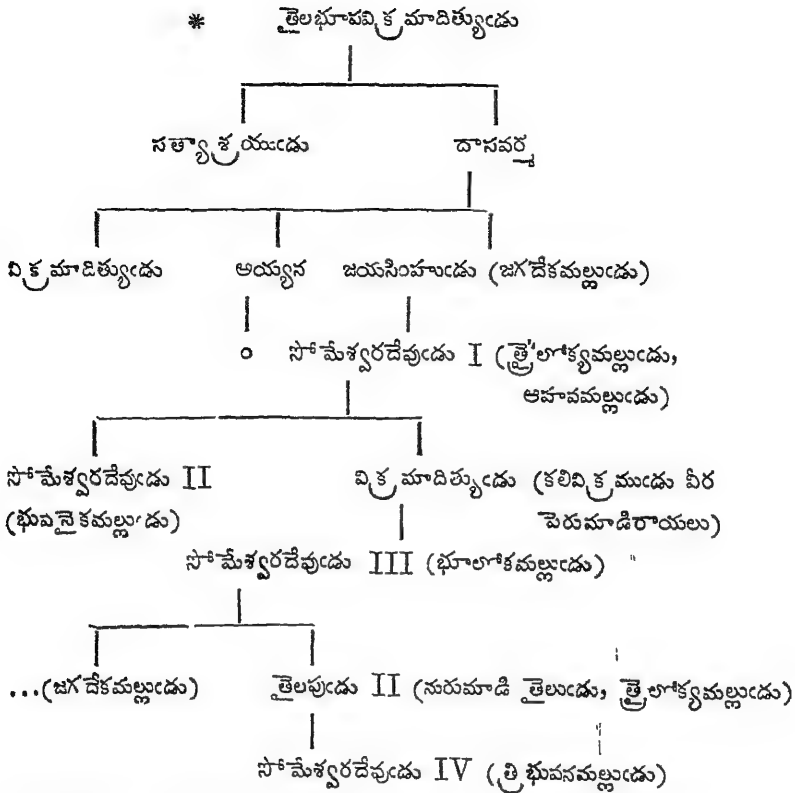 * తైలభూపవిక్రమాదిత్యుఁడు
సత్యాశ్రయుఁడు దాసవర్మ
విక్రమాదిత్యుఁడు అయ్యన జయసింహుఁడు (జగదేకమల్లుఁడు)
० సోమేశ్వరదేవుఁడు I (త్రైలోక్యమల్లుఁడు,
ఆహవమల్లుఁడు)
సోమేశ్వరదేవుఁడు II విక్రమాదిత్యుఁడు (కలివిక్రముఁడు వీర
(భువనైకమల్లుఁడు) పెరుమాడిరాయలు)
సోమేశ్వరదేవుఁడు III (భూలోకమల్లుఁడు)
...(జగదేకమల్లుఁడు) తైలపుఁడు II (నురుమాడి తైలుఁడు, త్రైలోక్యమల్లుఁడు)
సోమేశ్వరదేవుఁడు IV (త్రిభువనమల్లుఁడు)